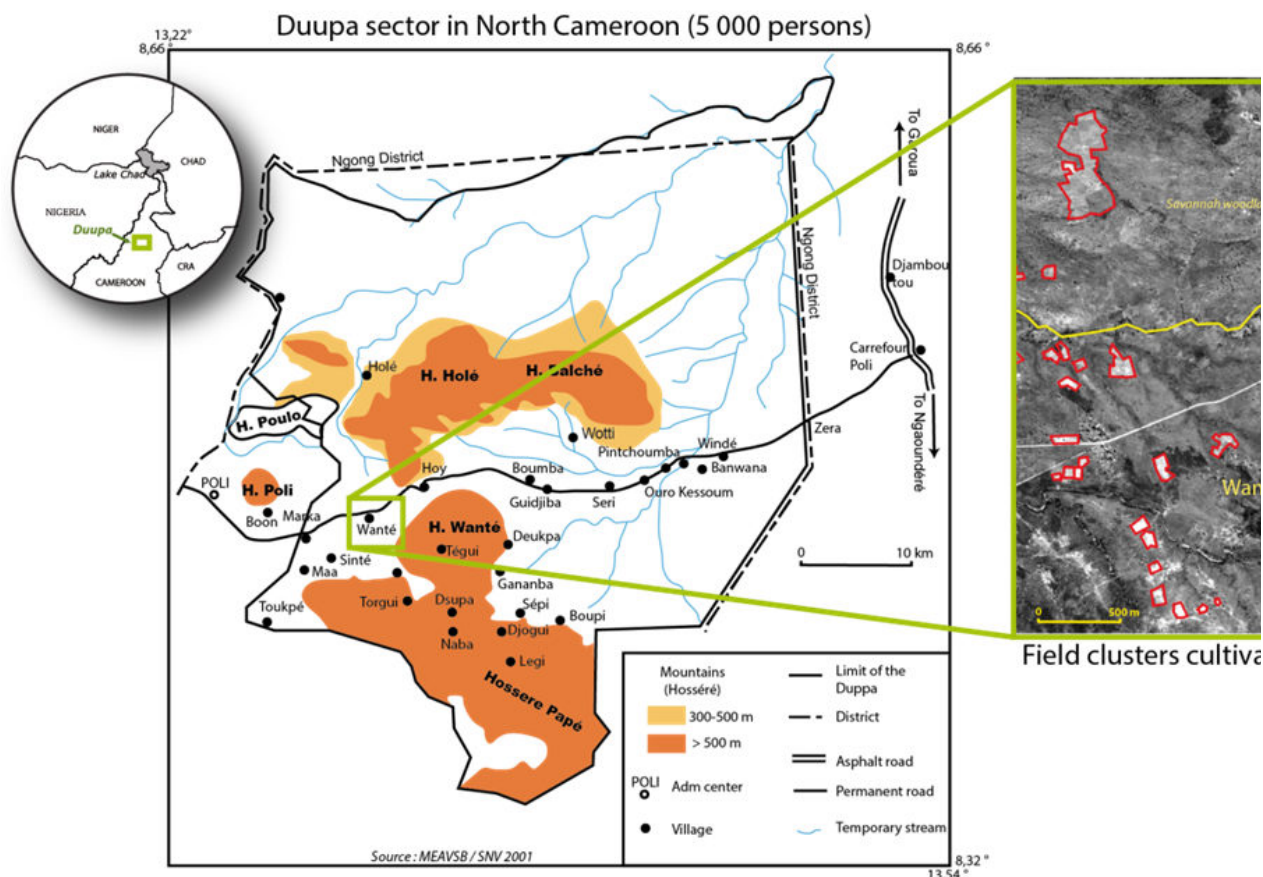 Duupa sector in North Cameroon (5 000 persons)
13,22°
8,66°
8,66°
NIGER
CHAD
Lake Chad
NIGERIA
Duupa
CAMEROON
CRA
Ngong District
Ngong District
To Garoua
Djambou
tou
Carrefour
Poli
To Ngaoundéré
Zera
Holé
H. Holé
H. Balché
H. Poulo
Wotti
Windé
Pintchoumba
Banwana
Hoy
Boumba
POLI
H. Poli
Guidjiba
Seri
Ouro Kessoum
Boon
Marka
Wanté
H. Wanté
Deukpa
Tégui
0
10 km
Sinté
Maa
Gananba
Torgui
Dsupa
Sépi
Boupi
Toukpé
Naba
Djogui
Legi
Hossere Papé
Mountains
(Hosséré)
300-500 m
> 500 m
POLI
Adm center
Village
Limit of the
Duppa
District
Asphalt road
Permanent road
Temporary stream
Source : MEAVSB / SNV 2001
8,32 °
13,54 °
Savannah woodl
Wan
0
500 m
Field clusters cultiva